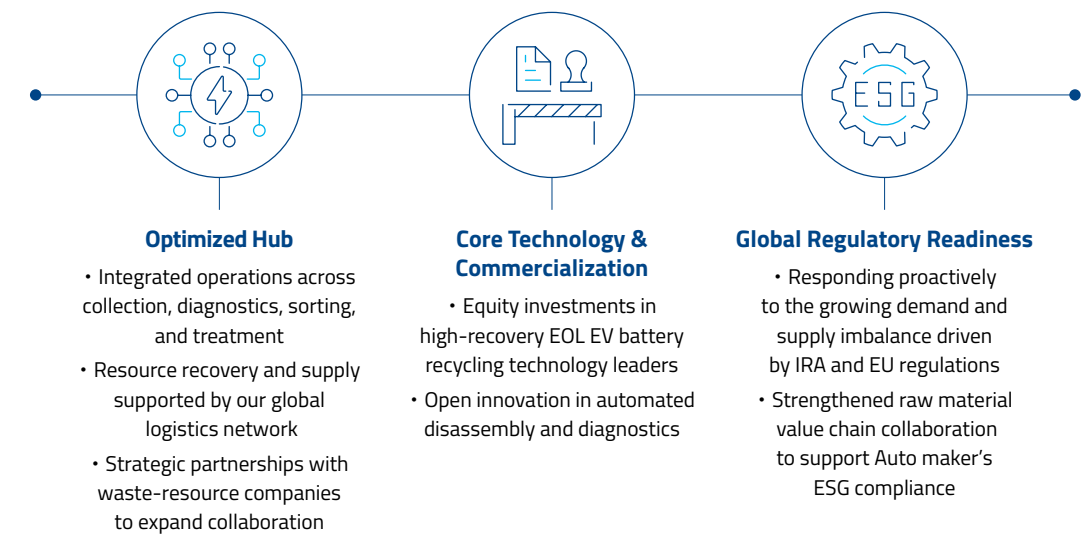 ESG
Optimized Hub
• Integrated operations across
collection, diagnostics, sorting,
and treatment
• Resource recovery and supply
supported by our global
logistics network
• Strategic partnerships with
waste-resource companies
to expand collaboration
Core Technology &
Commercialization
• Equity investments in
high-recovery EOL EV battery
recycling technology leaders
• Open innovation in automated
disassembly and diagnostics
Global Regulatory Readiness
• Responding proactively
to the growing demand and
supply imbalance driven
by IRA and EU regulations
• Strengthened raw material
value chain collaboration
to support Auto maker's
ESG compliance